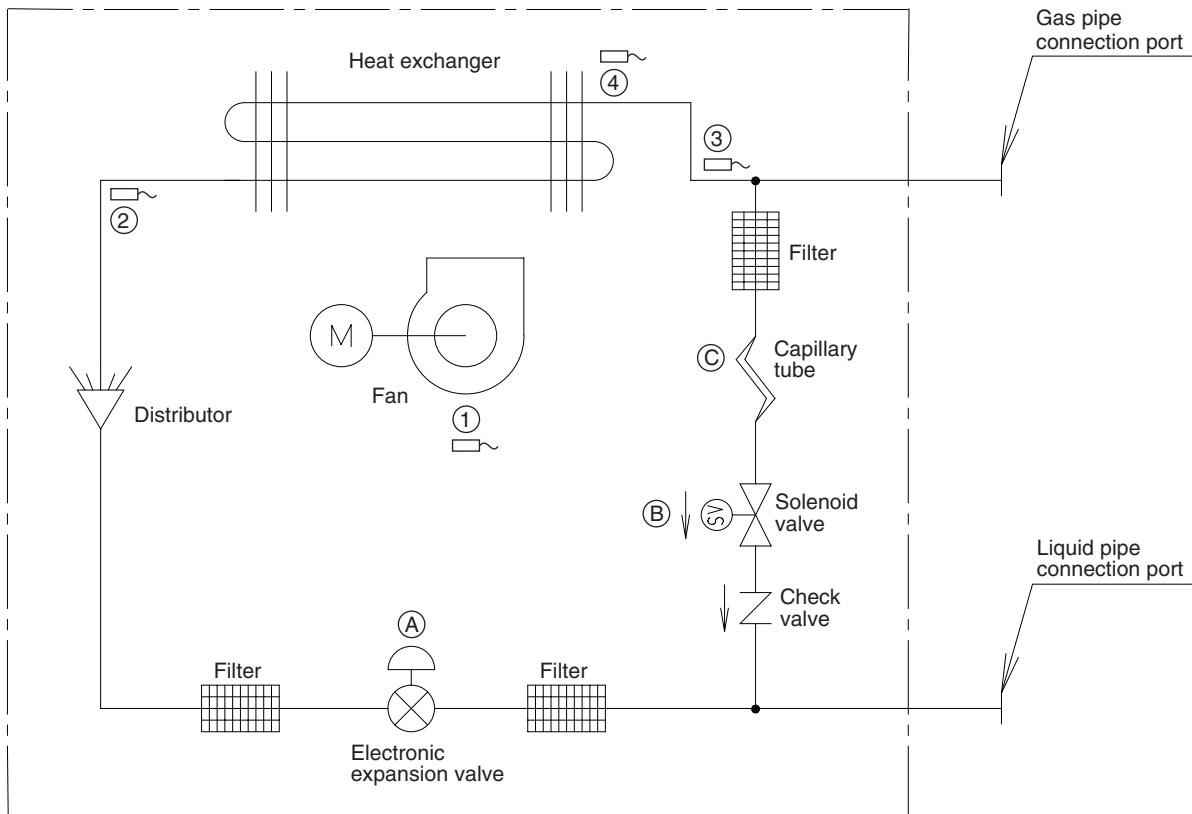 Gas pipe
connection port
Heat exchanger
4
3
2
Filter
M
C
Capillary
tube
Fan
1
Distributor
B
SV
Solenoid
valve
Liquid pipe
connection port
Check
valve
A
Filter
Filter
Electronic
expansion valve